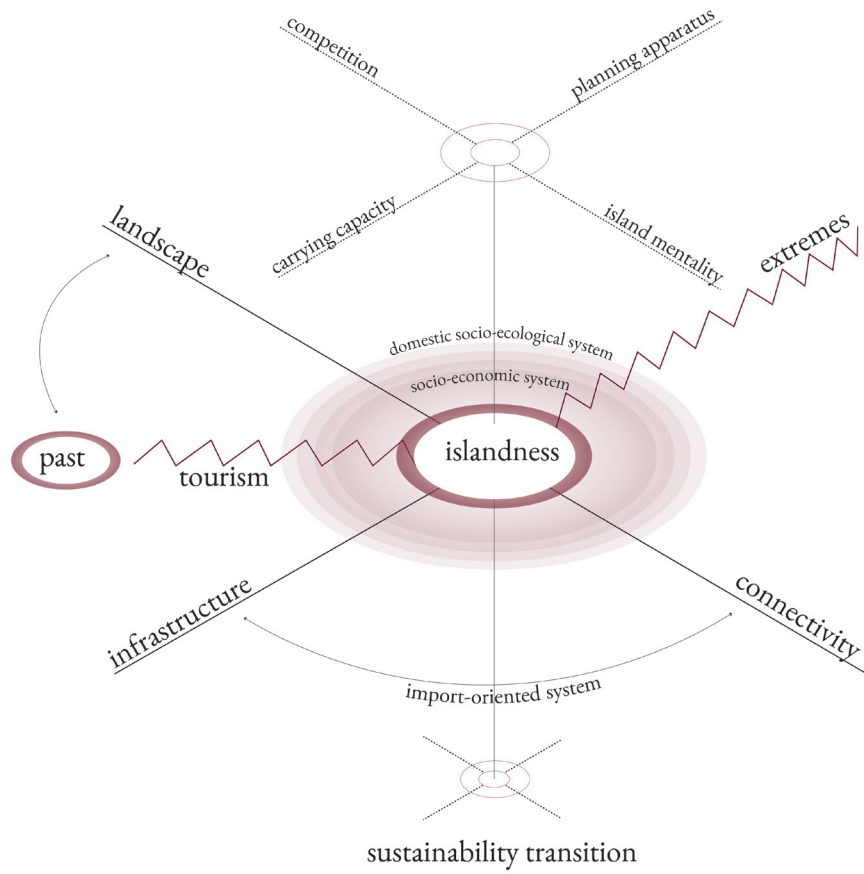 competition
planning apparatus
carrying capacity
island mentality
landscape
extremes
domestic socio-ecological system
socio-economic system
past
tourism
islandness
infrastructure
connectivity
import-oriented system
sustainability transition